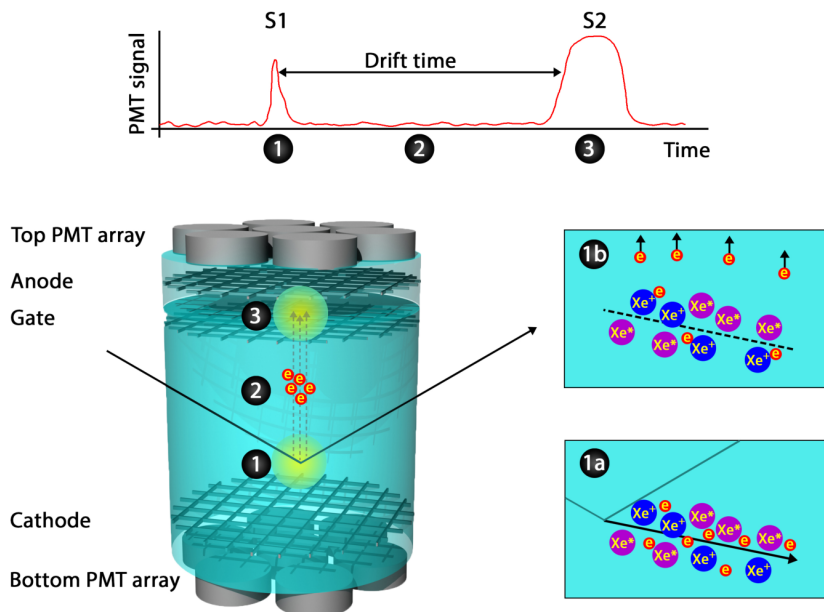 S1
S2
PMT signal
Drift time
1
2
3
Time
Top PMT array
Anode
Gate
Cathode
Bottom PMT array
3
2
e
e
e
e
e
1
1b
e
e
e
e
Xe⁺
e
Xe⁺
Xe*
Xe*
Xe*
Xe*
Xe*
e
Xe⁺
Xe⁺
e
1a
Xe⁺
e
Xe⁺
Xe*
Xe*
Xe*
e
Xe*
e
e
e
e
Xe*
Xe⁺
e
Xe⁺